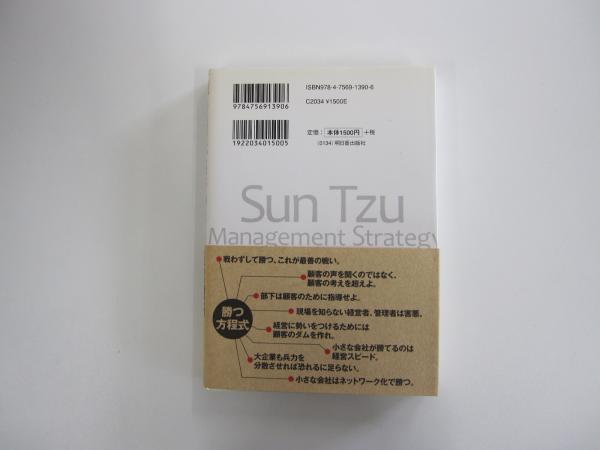 ISBN978-4-7569-1390-6
9784756913906
C2034 ¥1500E
定価: 本体1500円 +税
1922034015005
(0134) 明日香出版社
Sun Tzu
Management Strategy
戦わずして勝つ、これが最善の戦い。
顧客の声を聞くのではなく、
顧客の考えを超えよ。
部下は顧客のために指導せよ。
勝つ
方程式
現場を知らない経営者、管理者は害悪。
経営に勢いをつけるためには
顧客のダムを作れ。
小さな会社が勝てるのは
経営スピード。
大企業も兵力を
分散させれば恐れるに足らない。
小さな会社はネットワーク化で勝つ。